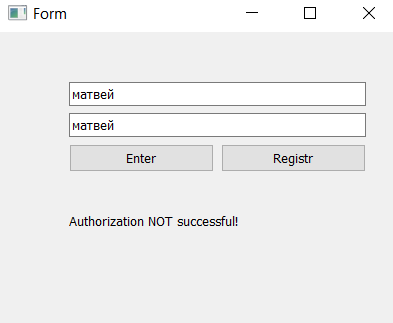 Form
матвей
матвей
Enter Registr
Authorization NOT successful!